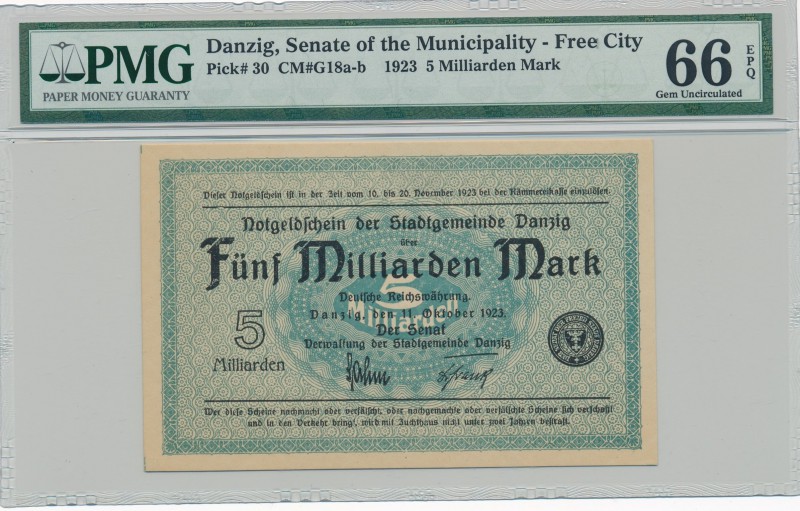 PMG
PAPER MONEY GUARANTY
Danzig, Senate of the Municipality - Free City
Pick# 30 CM#G18a-b 1923 5 Milliarden Mark
66 EPQ
Gem Uncirculated
Dieser Notgeldschein ist in der Zeit vom 10. bis 20. November 1923 bei der Kämmereikasse einzulösen.
Notgeldschein der Stadtgemeinde Danzig
über
Fünf Milliarden Mark
5
Milliarden
Deutsche Reichswährung.
Danzig, den 11. Oktober 1923.
Der Senat
Verwaltung der Stadtgemeinde Danzig
5
Milliarden
Wer diese Scheine nachmacht oder verfälscht, oder nachgemachte oder verfälschte Scheine sich verschafft
und in den Verkehr bringt, wird mit Zuchthaus nicht unter zwei Jahren bestraft.